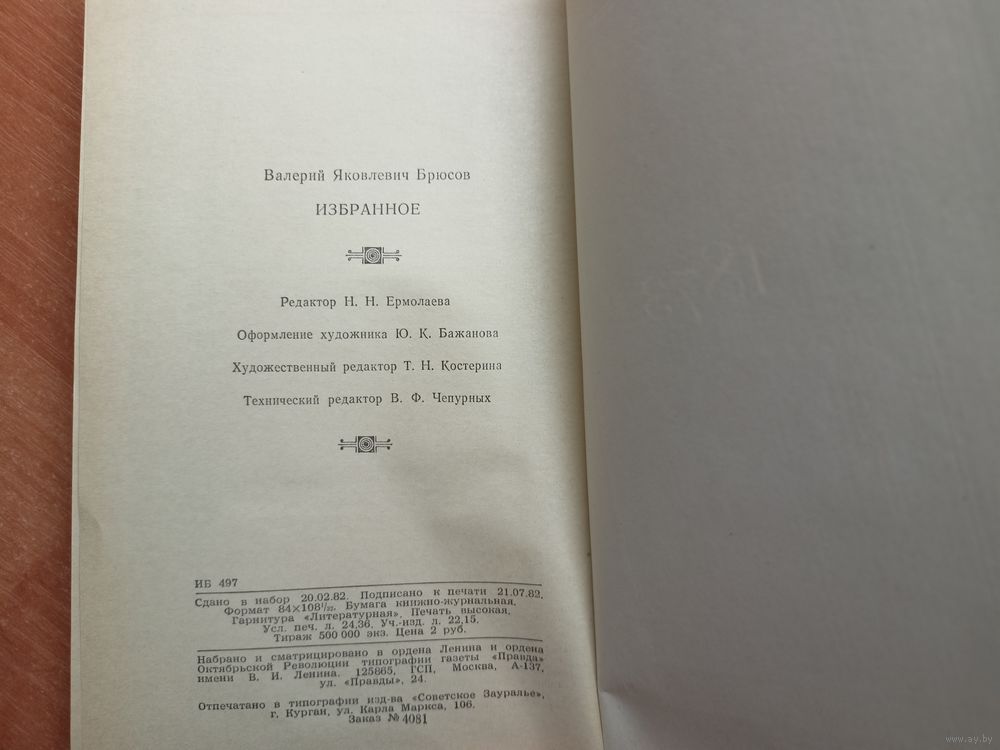 Валерий Яковлевич Брюсов
ИЗБРАННОЕ
Редактор Н. Н. Ермолаева
Оформление художника Ю. К. Бажанова
Художественный редактор Т. Н. Костерина
Технический редактор В. Ф. Чепурных
ИБ 497
Сдано в набор 20.02.82. Подписано к печати 21.07.82.
Формат 84×108¹/₃₂. Бумага книжно-журнальная.
Гарнитура «Литературная». Печать высокая.
Усл. печ. л. 24,36. Уч.-изд. л. 22,15.
Тираж 500 000 экз. Цена 2 руб.
Набрано и сматрицировано в ордена Ленина и ордена
Октябрьской Революции типографии газеты «Правда»
имени В. И. Ленина. 125865, ГСП, Москва, А-137,
ул. «Правды», 24.
Отпечатано в типографии изд-ва «Советское Зауралье»,
г. Курган, ул. Карла Маркса, 106.
Заказ № 4081
www.ay.by